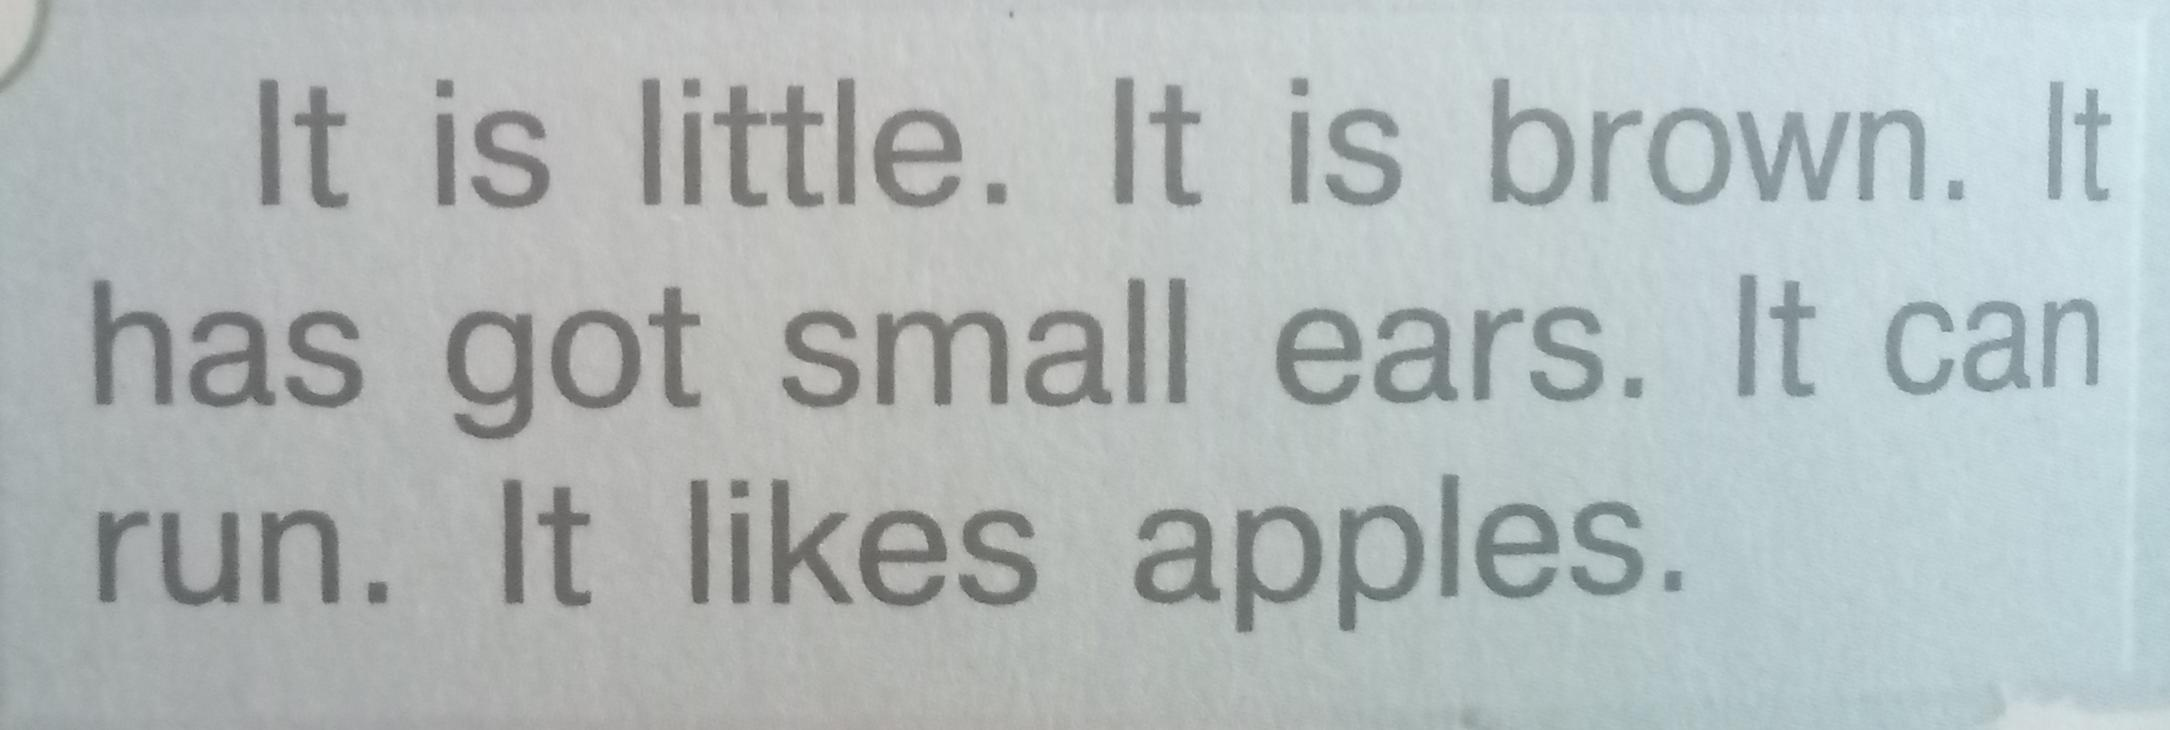 It is little. It is brown. It
has got small ears. It can
run. It likes apples.